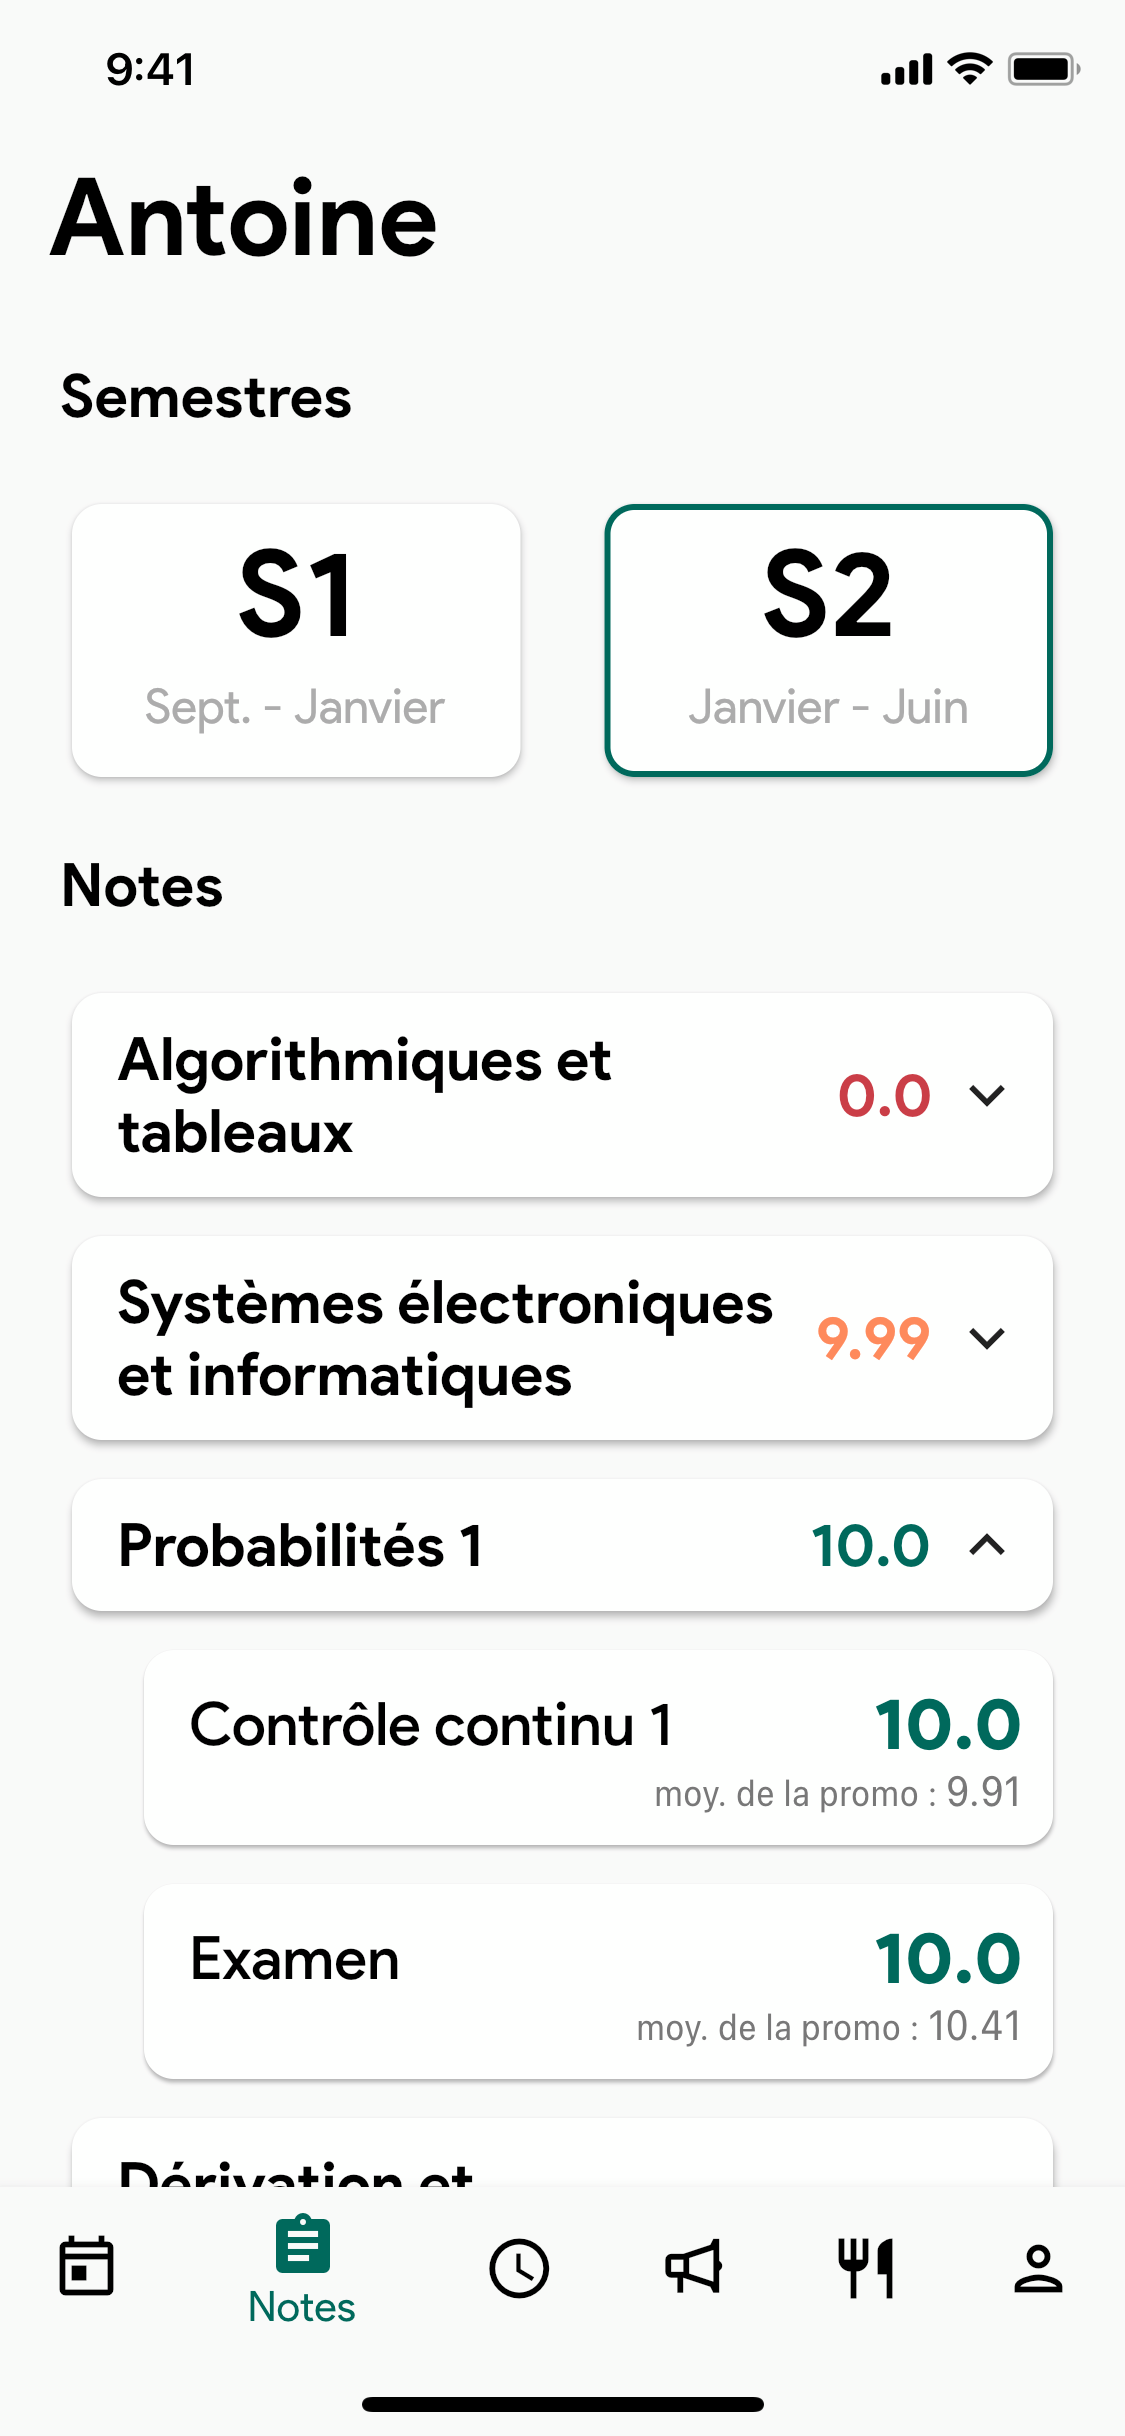 9:41
Antoine
Semestres
S1
Sept. - Janvier
S2
Janvier - Juin
Notes
Algorithmiques et
tableaux
0.0
Systèmes électroniques
et informatiques
9.99
Probabilités 1
10.0
Contrôle continu 1
10.0
moy. de la promo : 9.91
Examen
10.0
moy. de la promo : 10.41
Dérivation et
Notes